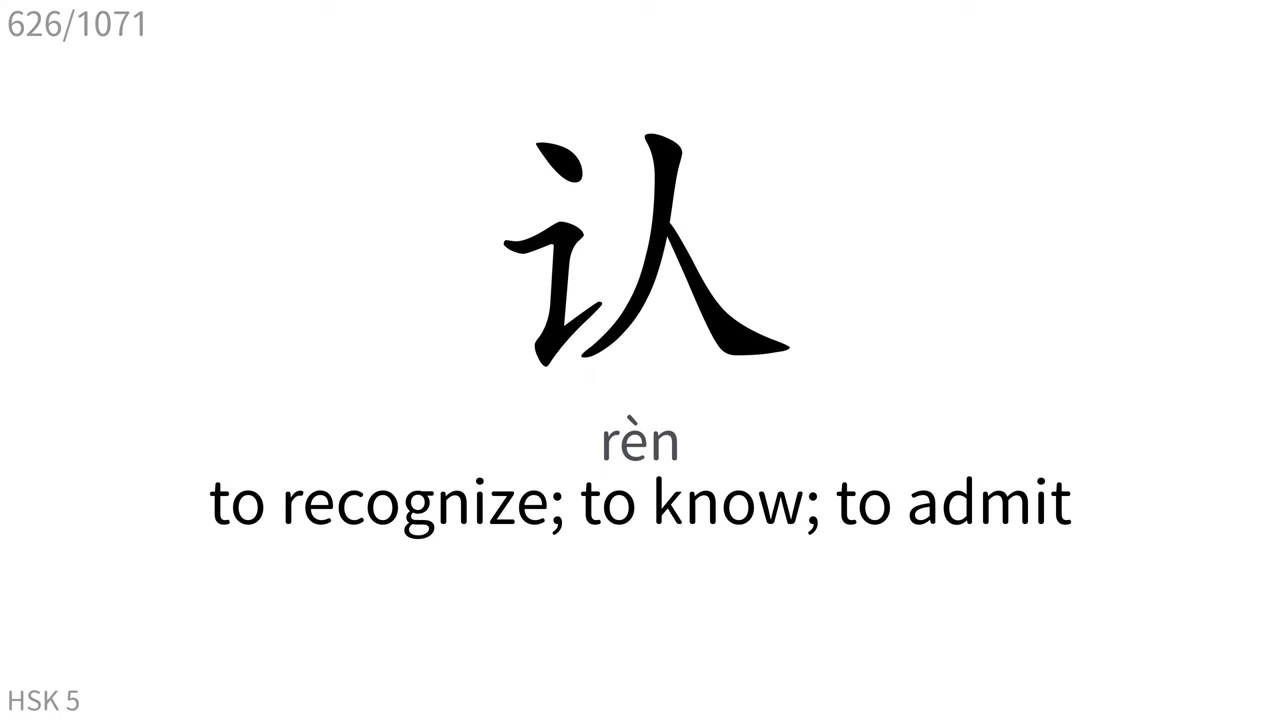 626/1071
认
rèn
to recognize; to know; to admit
HSK 5